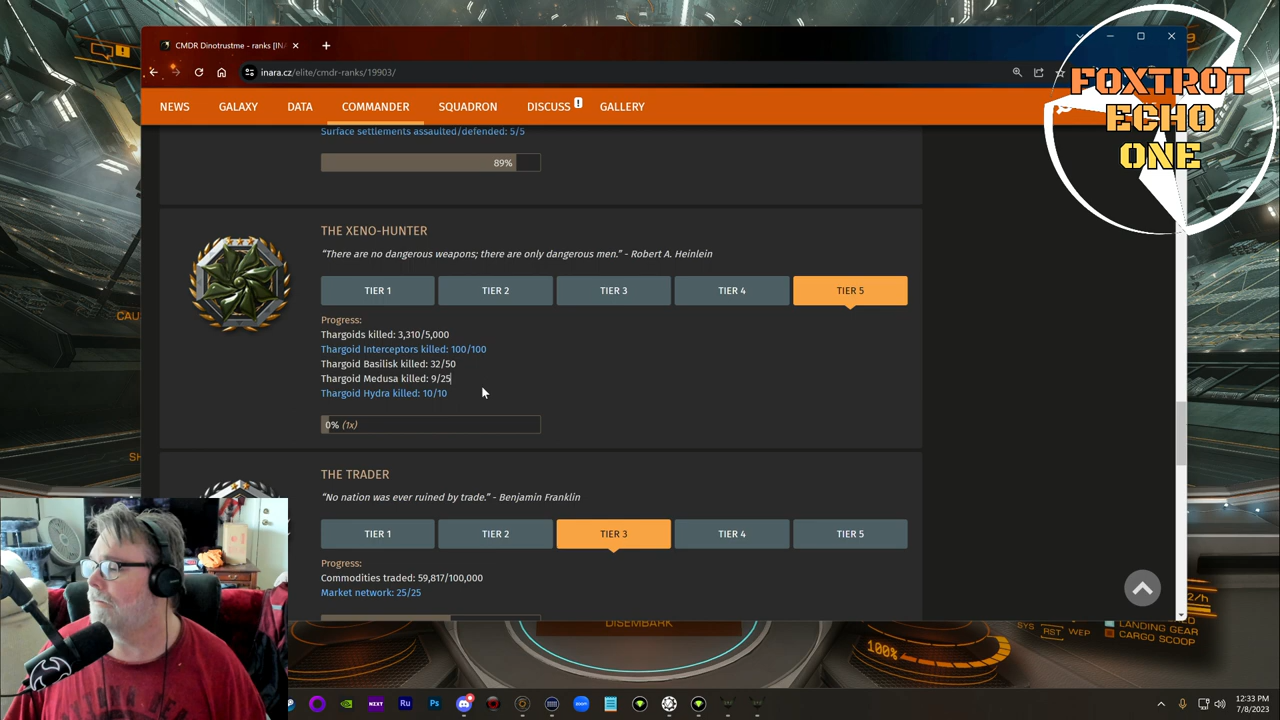 CMDR Dinotrustme - ranks [IN
inara.cz/elite/cmdr-ranks/19903/
NEWS
GALAXY
DATA
COMMANDER
SQUADRON
DISCUSS
GALLERY
FOXTROT
ECHO
ONE
Surface settlements assaulted/defended: 5/5
89%
THE XENO-HUNTER
“There are no dangerous weapons; there are only dangerous men.” - Robert A. Heinlein
TIER 1
TIER 2
TIER 3
TIER 4
TIER 5
Progress:
Thargoids killed: 3,310/5,000
Thargoid Interceptors killed: 100/100
Thargoid Basilisk killed: 32/50
Thargoid Medusa killed: 9/25
Thargoid Hydra killed: 10/10
0% (1x)
THE TRADER
“No nation was ever ruined by trade.” - Benjamin Franklin
TIER 1
TIER 2
TIER 3
TIER 4
TIER 5
Progress:
Commodities traded: 59,817/100,000
Market network: 25/25
CAU
SH
DISEMBARK
100%
SYS
RST
WEP
LANDING GEAR
CARGO SCOOP
NEXT
Ru
Ps
zoom
12:33 PM
7/8/2023